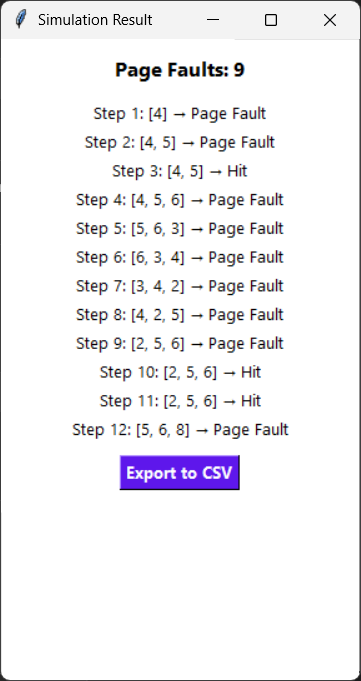 Simulation Result
Page Faults: 9
Step 1: [4] → Page Fault
Step 2: [4, 5] → Page Fault
Step 3: [4, 5] → Hit
Step 4: [4, 5, 6] → Page Fault
Step 5: [5, 6, 3] → Page Fault
Step 6: [6, 3, 4] → Page Fault
Step 7: [3, 4, 2] → Page Fault
Step 8: [4, 2, 5] → Page Fault
Step 9: [2, 5, 6] → Page Fault
Step 10: [2, 5, 6] → Hit
Step 11: [2, 5, 6] → Hit
Step 12: [5, 6, 8] → Page Fault
Export to CSV